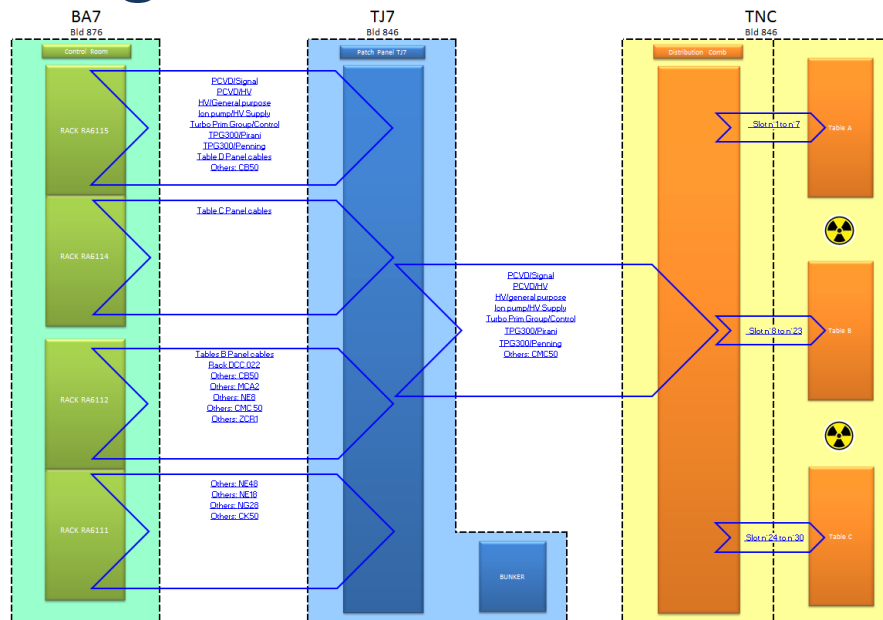 BA7
Bld 876
TJ7
Bld 846
TNC
Bld 846
Control Room
Patch Panel TJ7
Distribution Comb
RACK RA6115
RACK RA6114
RACK RA6112
RACK RA6111
PCVD/Signal
PCVD/HV
HV/General purpose
Ion pump/HV Supply
Turbo Prim Group/Control
TPG300/Pirani
TPG300/Penning
Table D Panel cables
Others: CB50
Table C Panel cables
Tables B Panel cables
Rack DCC 022
Others: CB50
Others: MCA2
Others: NE8
Others: CMC 50
Others: ZCR1
Others: NE48
Others: NE18
Others: NG28
Others: CK50
BUNKER
PCVD/Signal
PCVD/HV
HV/general purpose
Ion pump/HV Supply
Turbo Prim Group/Control
TPG300/Pirani
TPG300/Penning
Others: CMC50
Slot n°1 to n°7
Slot n°8 to n°23
Slot n°24 to n°30
Table A
Table B
Table C